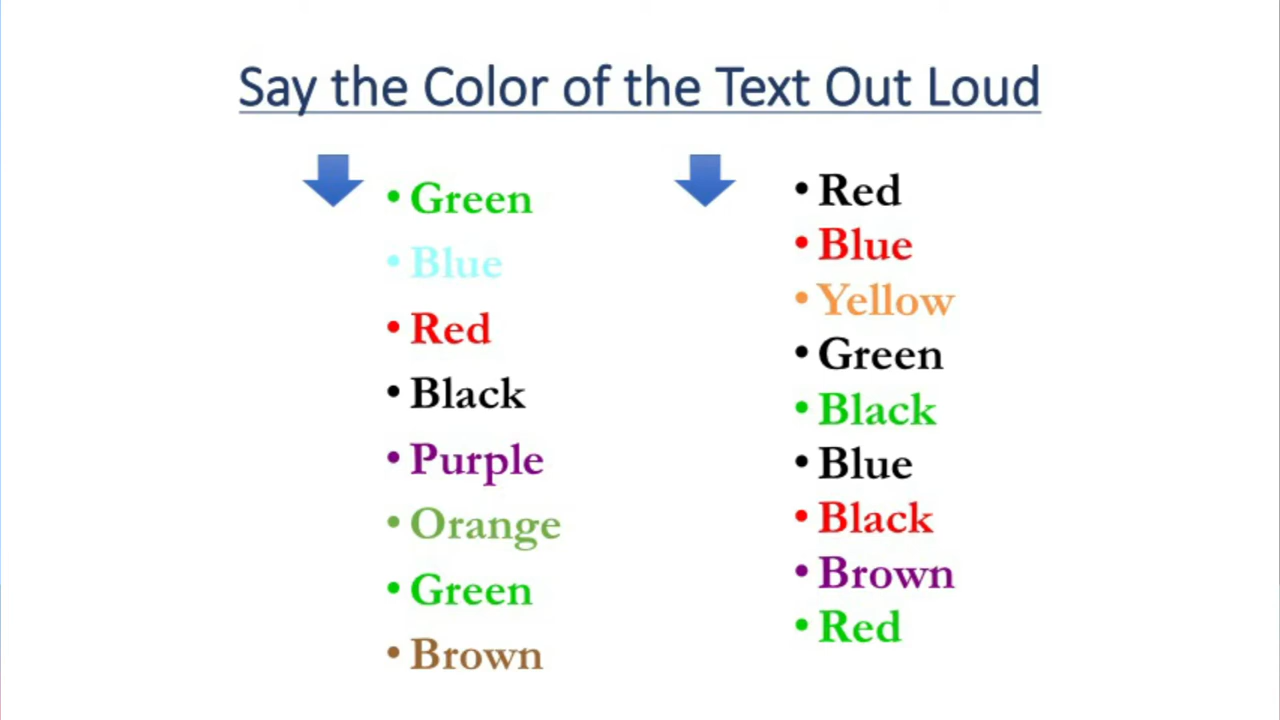 Say the Color of the Text Out Loud
• Green
• Blue
• Red
• Black
• Purple
• Orange
• Green
• Brown
• Red
• Blue
• Yellow
• Green
• Black
• Blue
• Black
• Brown
• Red